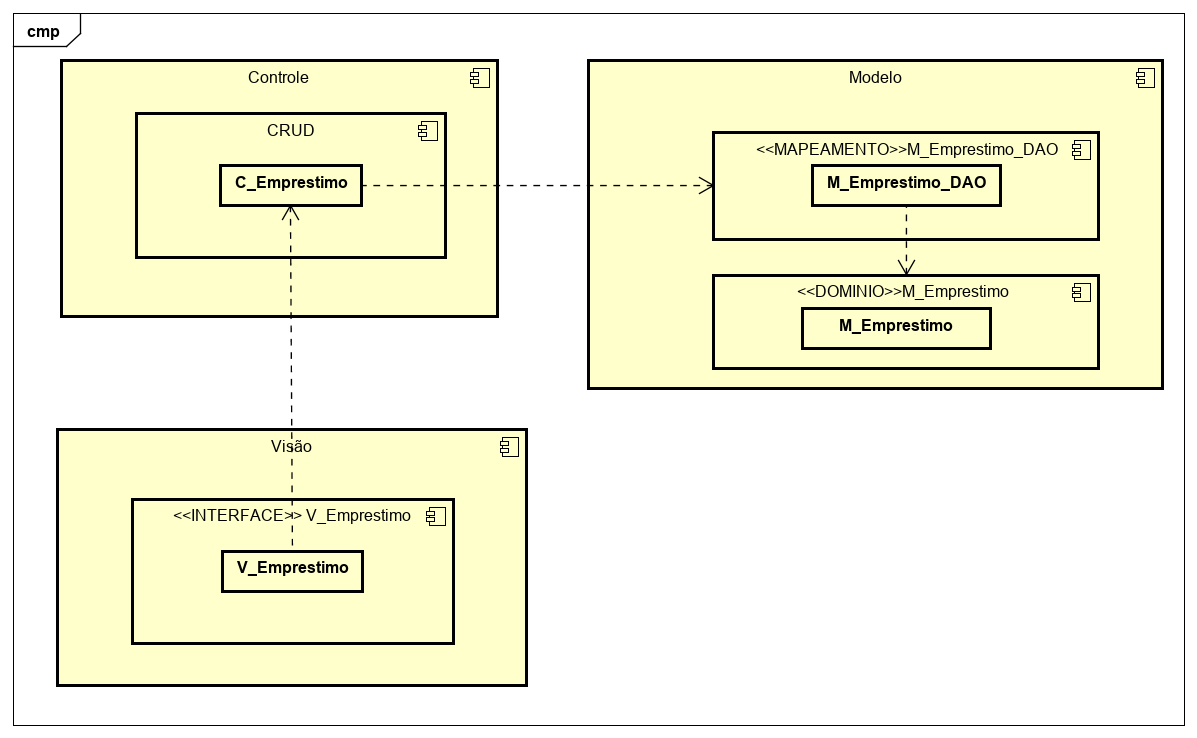 cmp
Controle
CRUD
C_Emprestimo
Modelo
<<MAPEAMENTO>>M_Emprestimo_DAO
M_Emprestimo_DAO
<<DOMINIO>>M_Emprestimo
M_Emprestimo
Visão
<<INTERFACE>> V_Emprestimo
V_Emprestimo